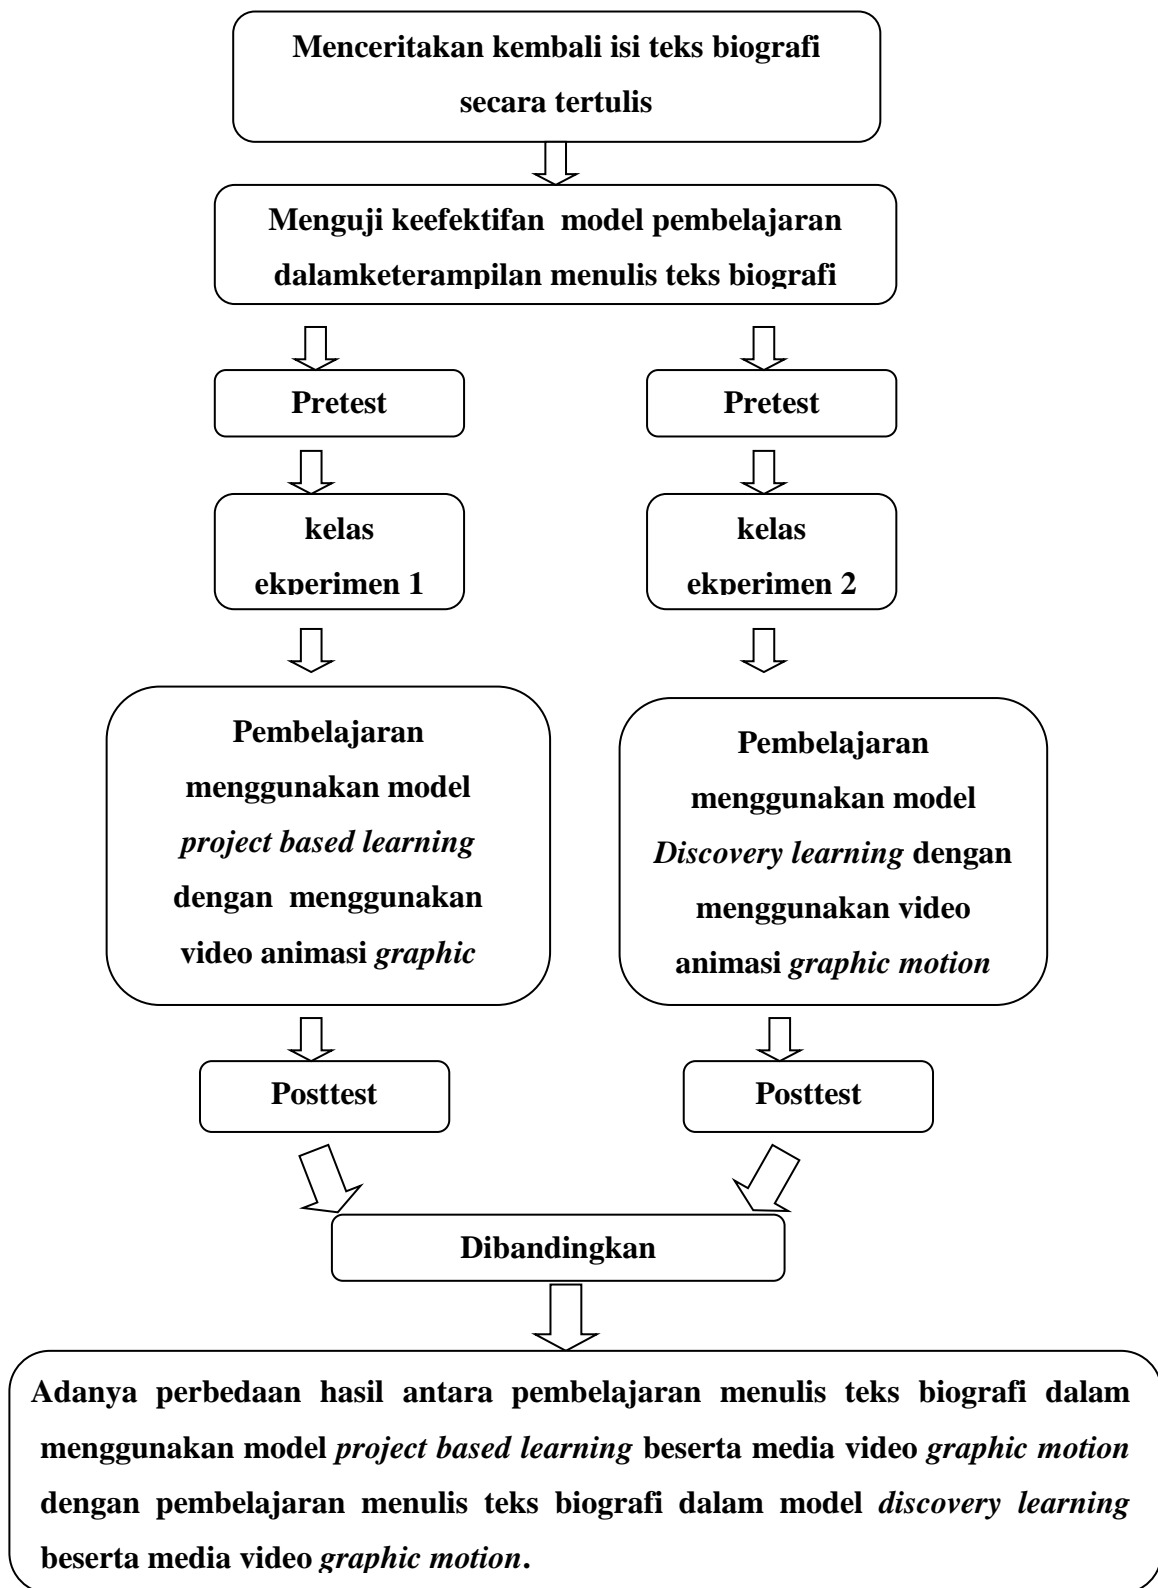 Menceritakan kembali isi teks biografi
secara tertulis
Menguji keefektifan  model pembelajaran
dalamketerampilan menulis teks biografi
Pretest
Pretest
kelas
ekperimen 1
kelas
ekperimen 2
Pembelajaran
menggunakan model
project based learning
dengan  menggunakan
video animasi graphic
Pembelajaran
menggunakan model
Discovery learning dengan
menggunakan video
animasi graphic motion
Posttest
Posttest
Dibandingkan
Adanya perbedaan hasil antara pembelajaran menulis teks biografi dalam
menggunakan model project based learning beserta media video graphic motion
dengan pembelajaran menulis teks biografi dalam model discovery learning
beserta media video graphic motion.